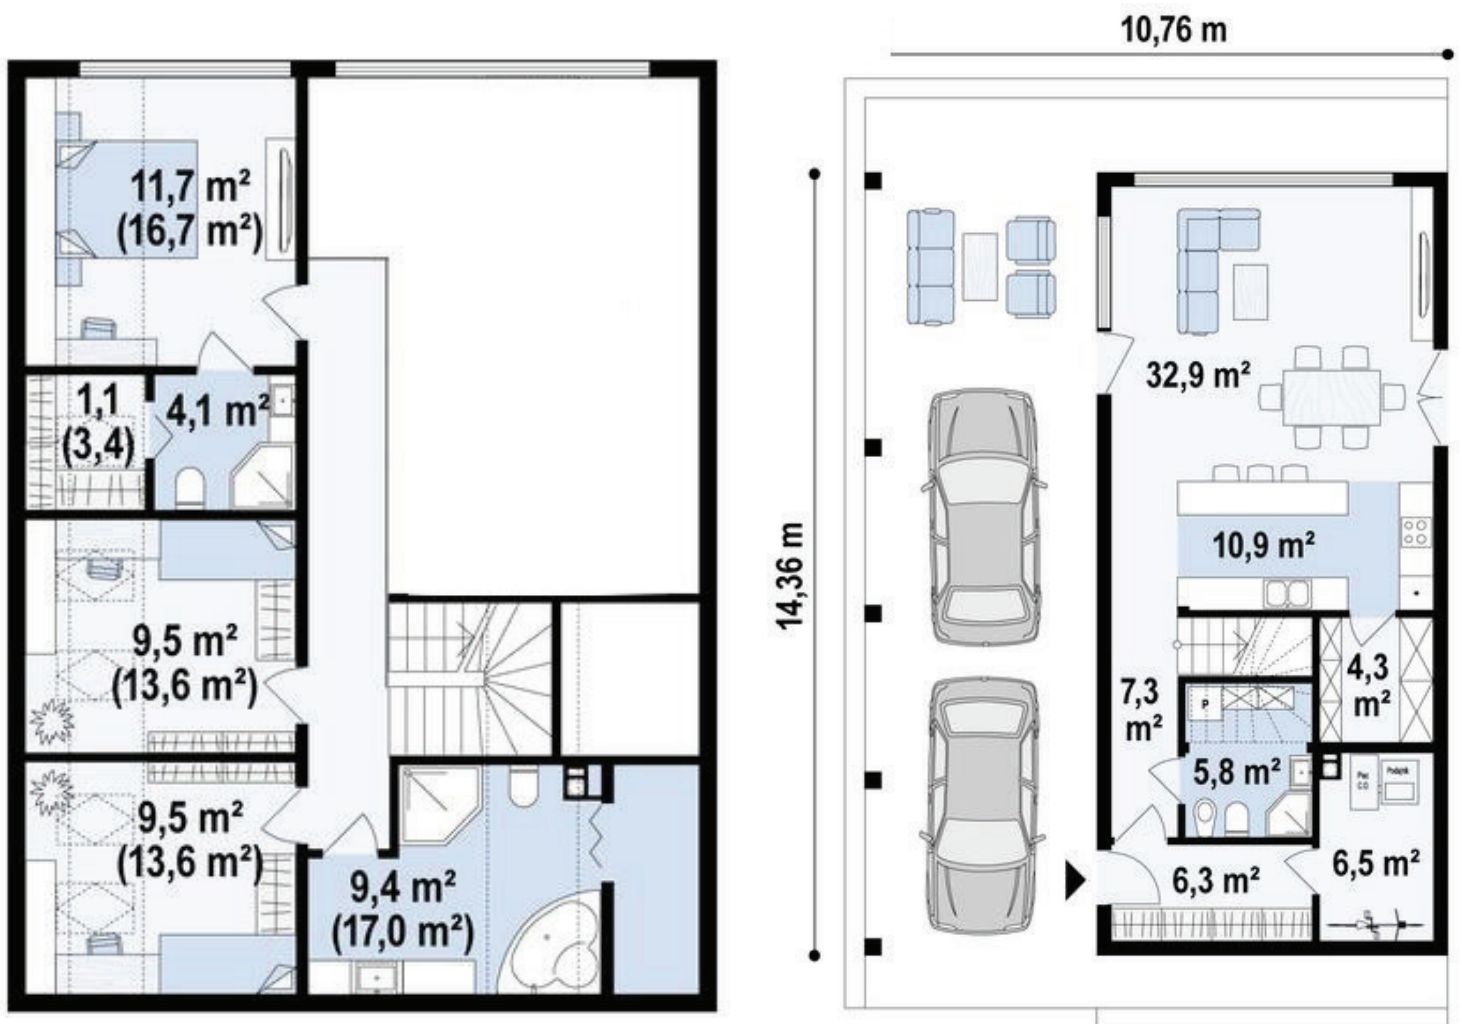 10,76 m
11,7 m²
(16,7 m²)
1,1
(3,4)
4,1 m²
9,5 m²
(13,6 m²)
9,5 m²
(13,6 m²)
9,4 m²
(17,0 m²)
14,36 m
32,9 m²
10,9 m²
4,3
m²
7,3
m²
P
5,8 m²
Piec
C.O.
Podajnik
6,3 m²
6,5 m²